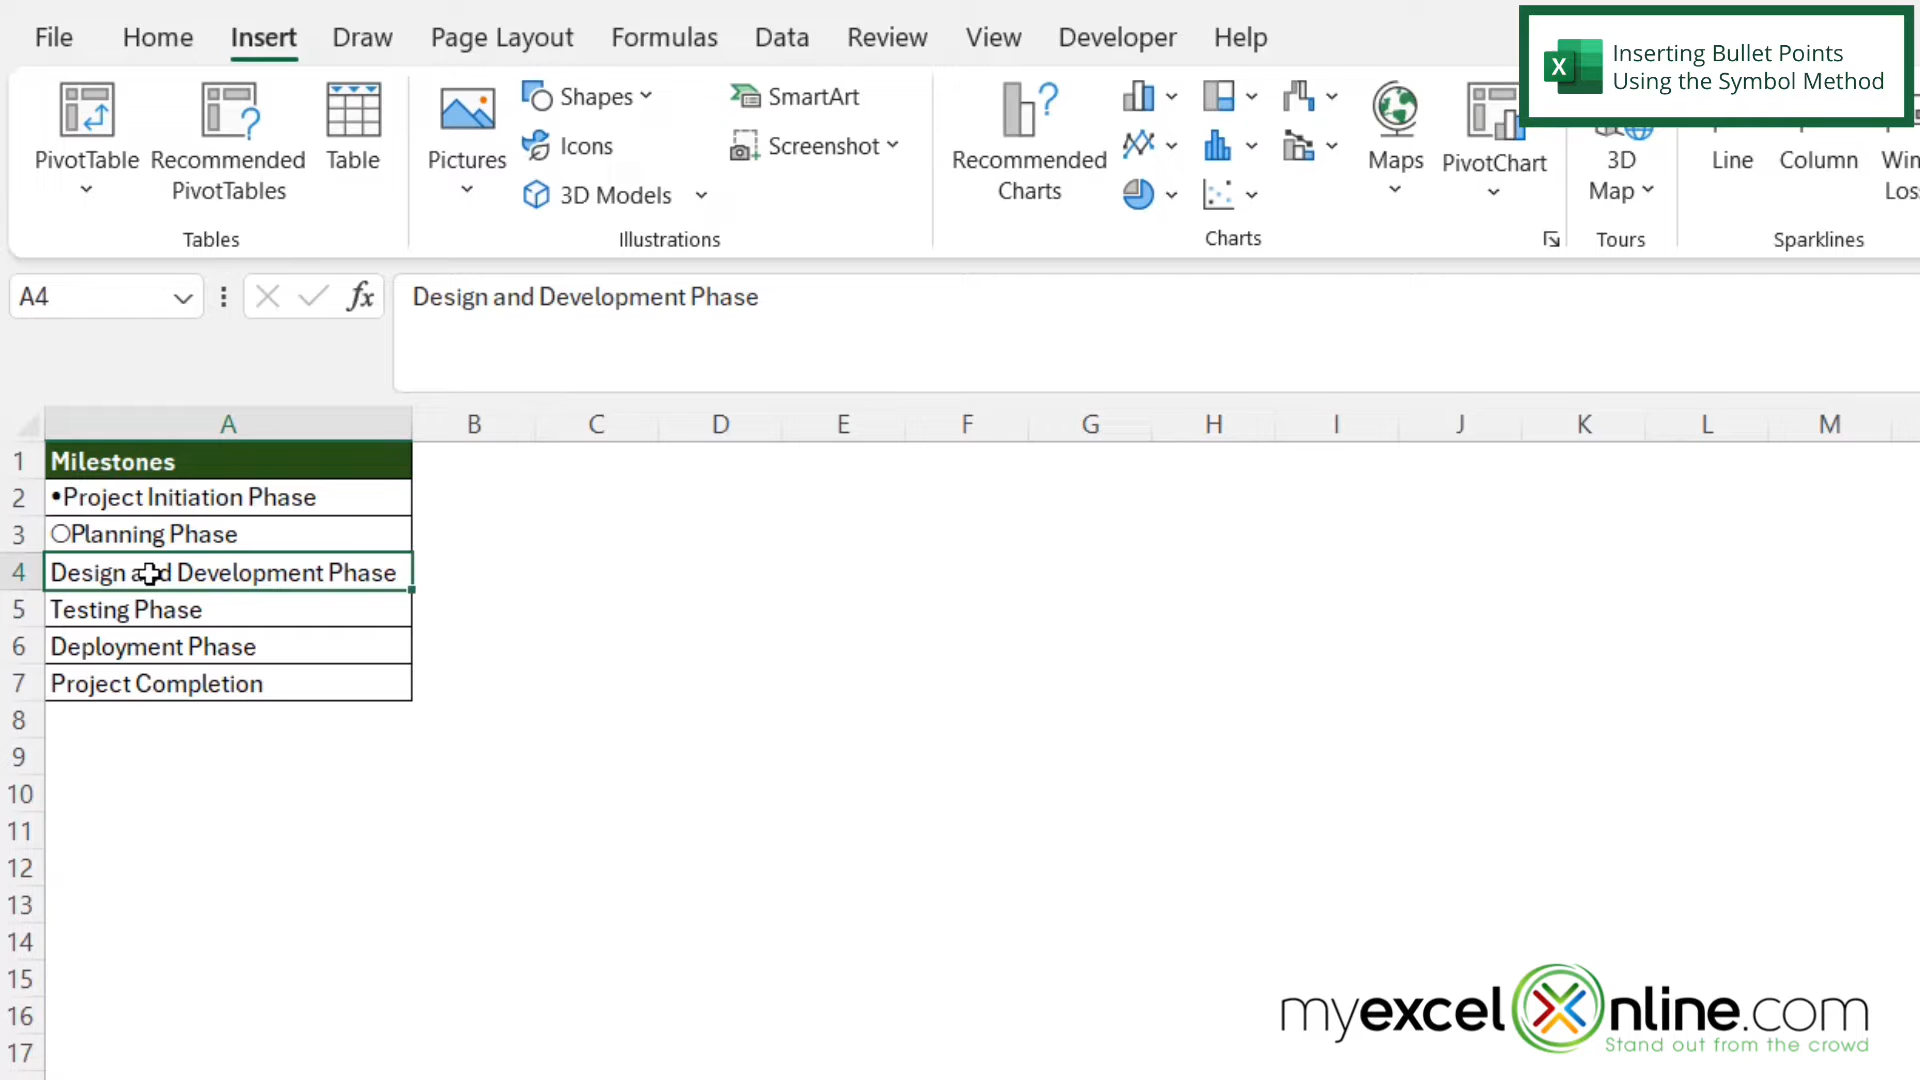 File Home Insert Draw Page Layout Formulas Data Review View Developer Help
Inserting Bullet Points
Using the Symbol Method
PivotTable
Recommended
PivotTables
Table
Tables
Pictures
Shapes
Icons
3D Models
SmartArt
Screenshot
Illustrations
Recommended
Charts
Maps
PivotChart
Charts
3D
Map
Tours
Line
Column
Sparklines
A4
fx
Design and Development Phase
A B C D E F G H I J K L M
1 Milestones
2 •Project Initiation Phase
3 ○Planning Phase
4 Design and Development Phase
5 Testing Phase
6 Deployment Phase
7 Project Completion
8
9
10
11
12
13
14
15
16
17
myexcelOnline.com
Stand out from the crowd